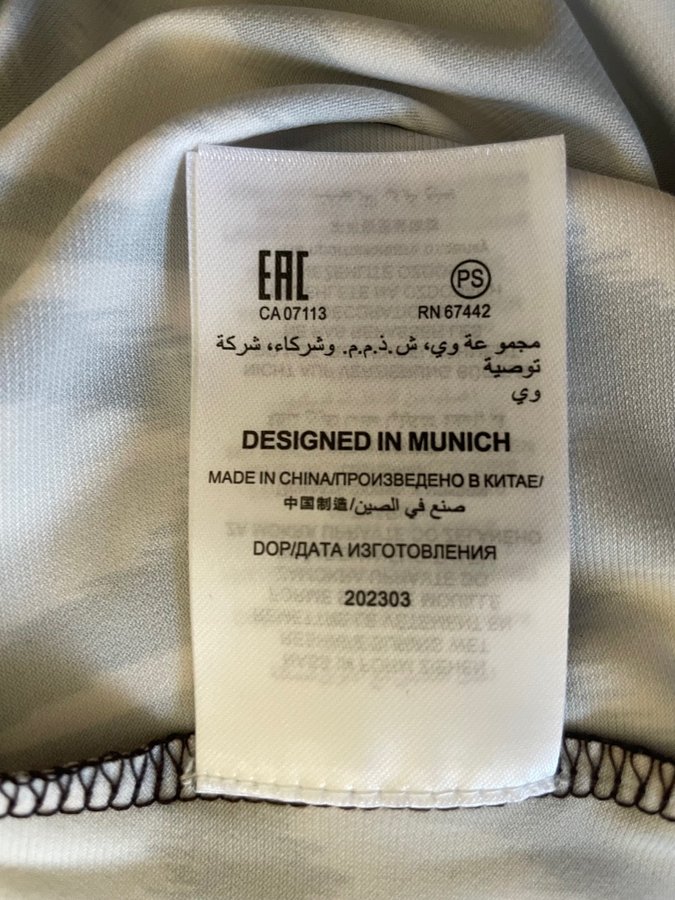 EAC
PS
CA 07113
RN 67442
مجموعة وي، ش.ذ.م.م. وشركاء، شركة
توصية
وي
DESIGNED IN MUNICH
MADE IN CHINA/ПРОИЗВЕДЕНО В КИТАЕ/
中国制造/صنع في الصين
DOP/ДАТА ИЗГОТОВЛЕНИЯ
202303